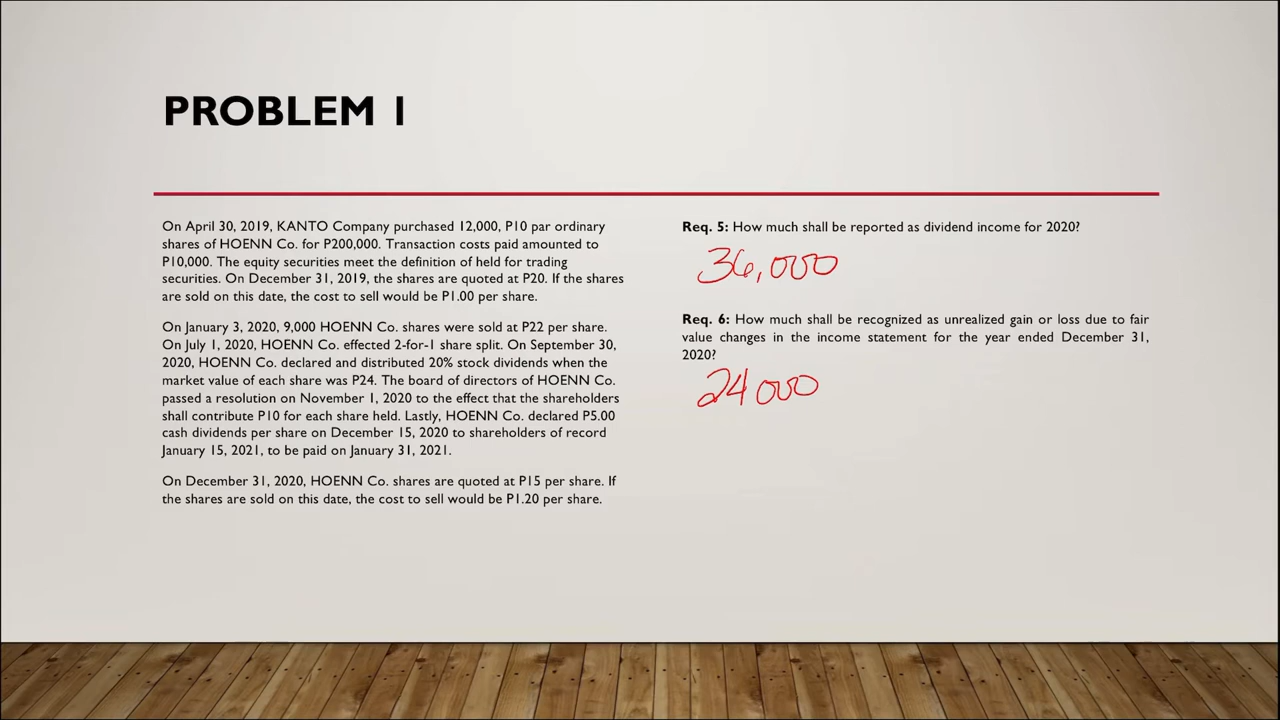 PROBLEM 1
On April 30, 2019, KANTO Company purchased 12,000, P10 par ordinary
shares of HOENN Co. for P200,000. Transaction costs paid amounted to
P10,000. The equity securities meet the definition of held for trading
securities. On December 31, 2019, the shares are quoted at P20. If the shares
are sold on this date, the cost to sell would be P1.00 per share.
On January 3, 2020, 9,000 HOENN Co. shares were sold at P22 per share.
On July 1, 2020, HOENN Co. effected 2-for-1 share split. On September 30,
2020, HOENN Co. declared and distributed 20% stock dividends when the
market value of each share was P24. The board of directors of HOENN Co.
passed a resolution on November 1, 2020 to the effect that the shareholders
shall contribute P10 for each share held. Lastly, HOENN Co. declared P5.00
cash dividends per share on December 15, 2020 to shareholders of record
January 15, 2021, to be paid on January 31, 2021.
On December 31, 2020, HOENN Co. shares are quoted at P15 per share. If
the shares are sold on this date, the cost to sell would be P1.20 per share.
Req. 5: How much shall be reported as dividend income for 2020?
36,000
Req. 6: How much shall be recognized as unrealized gain or loss due to fair
value changes in the income statement for the year ended December 31,
2020?
24000